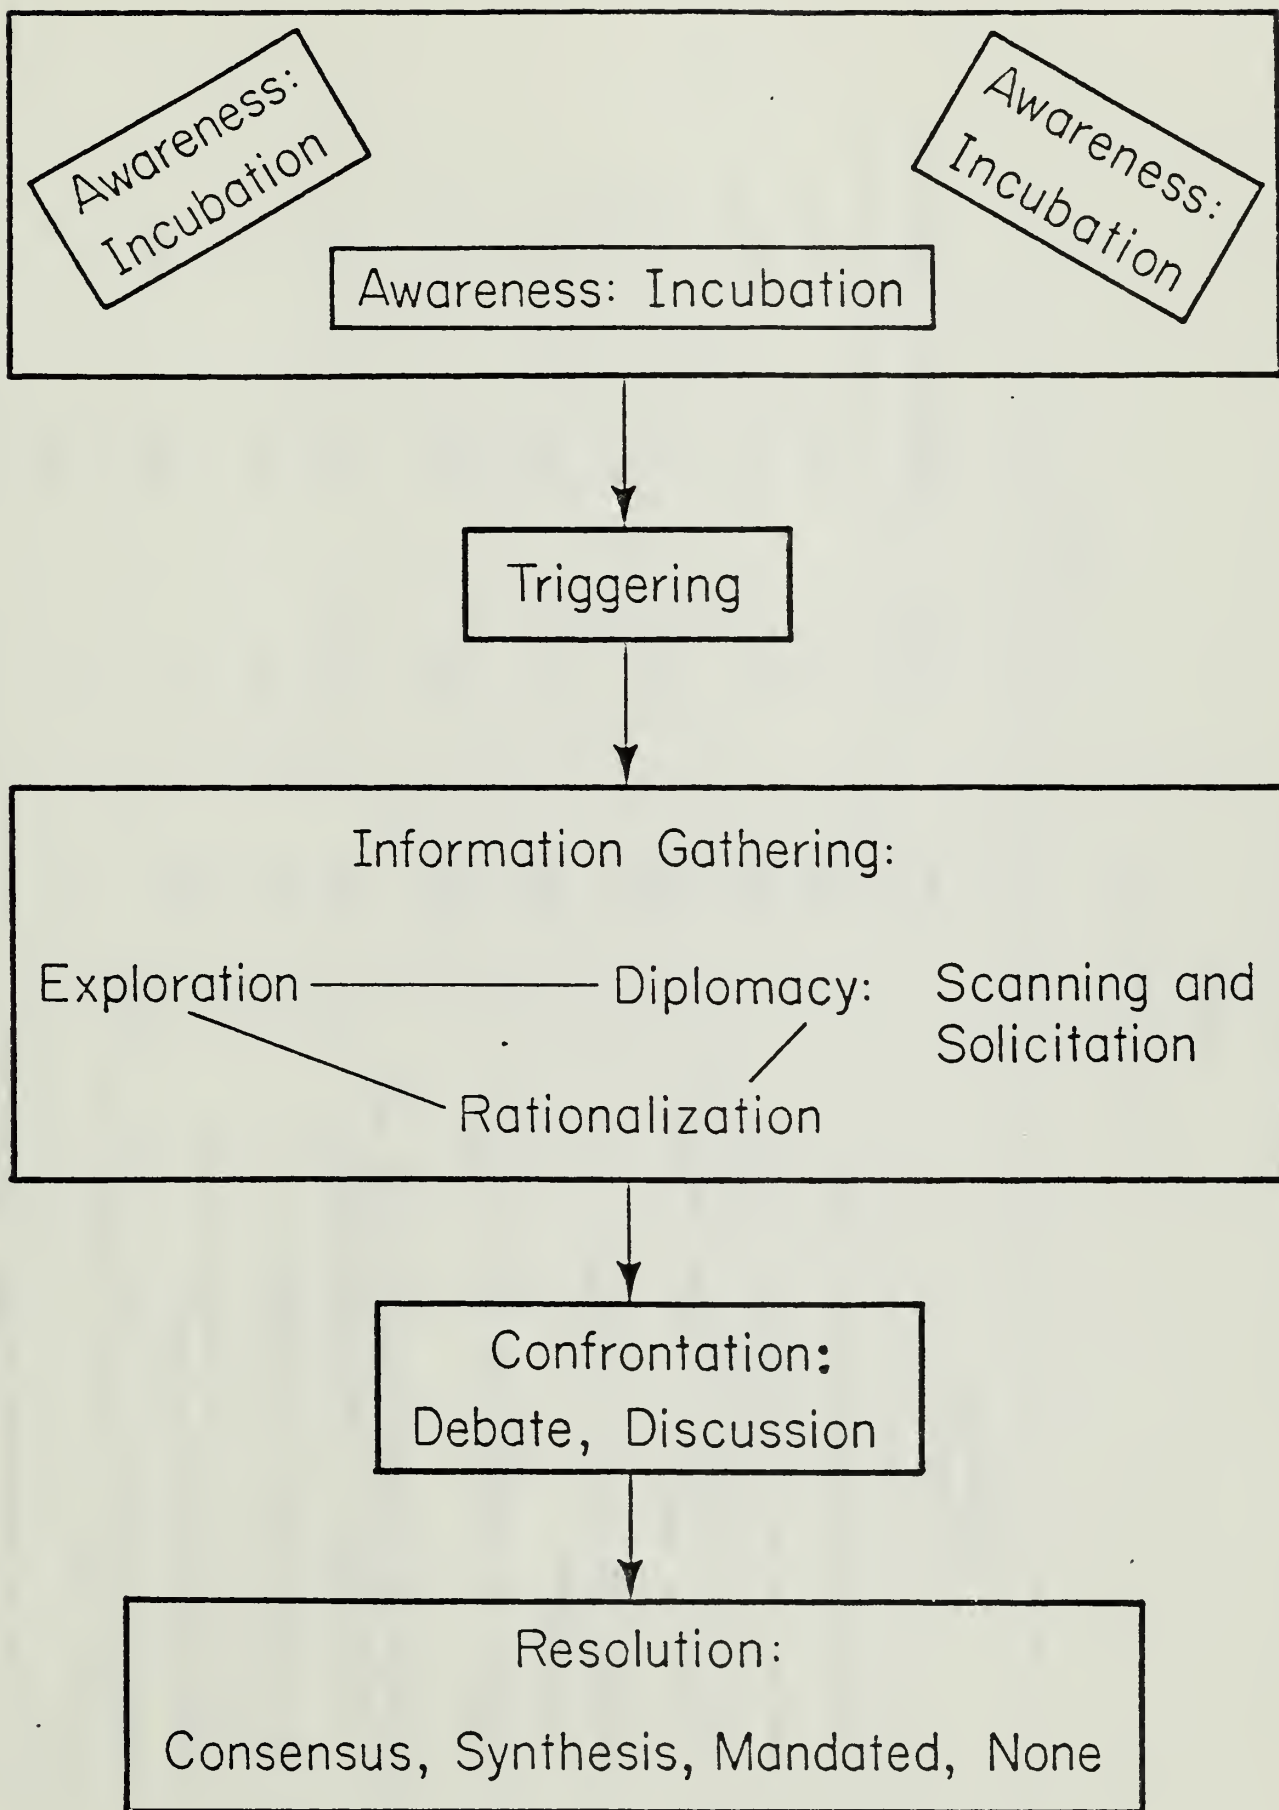 Awareness:
Incubation
Awareness:
Incubation
Awareness: Incubation
Triggering
Information Gathering:
Exploration Diplomacy: Scanning and
Solicitation
Rationalization
Confrontation:
Debate, Discussion
Resolution:
Consensus, Synthesis, Mandated, None